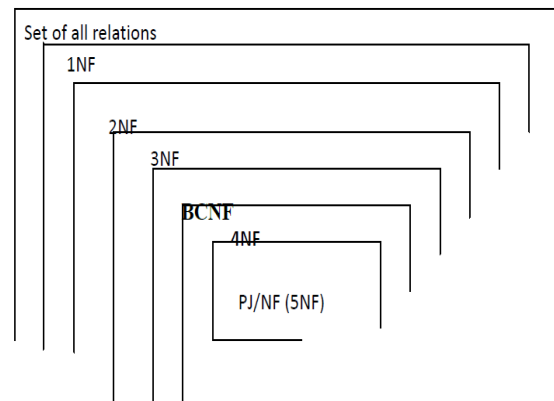 Set of all relations
1NF
2NF
3NF
BCNF
4NF
PJ/NF (5NF)